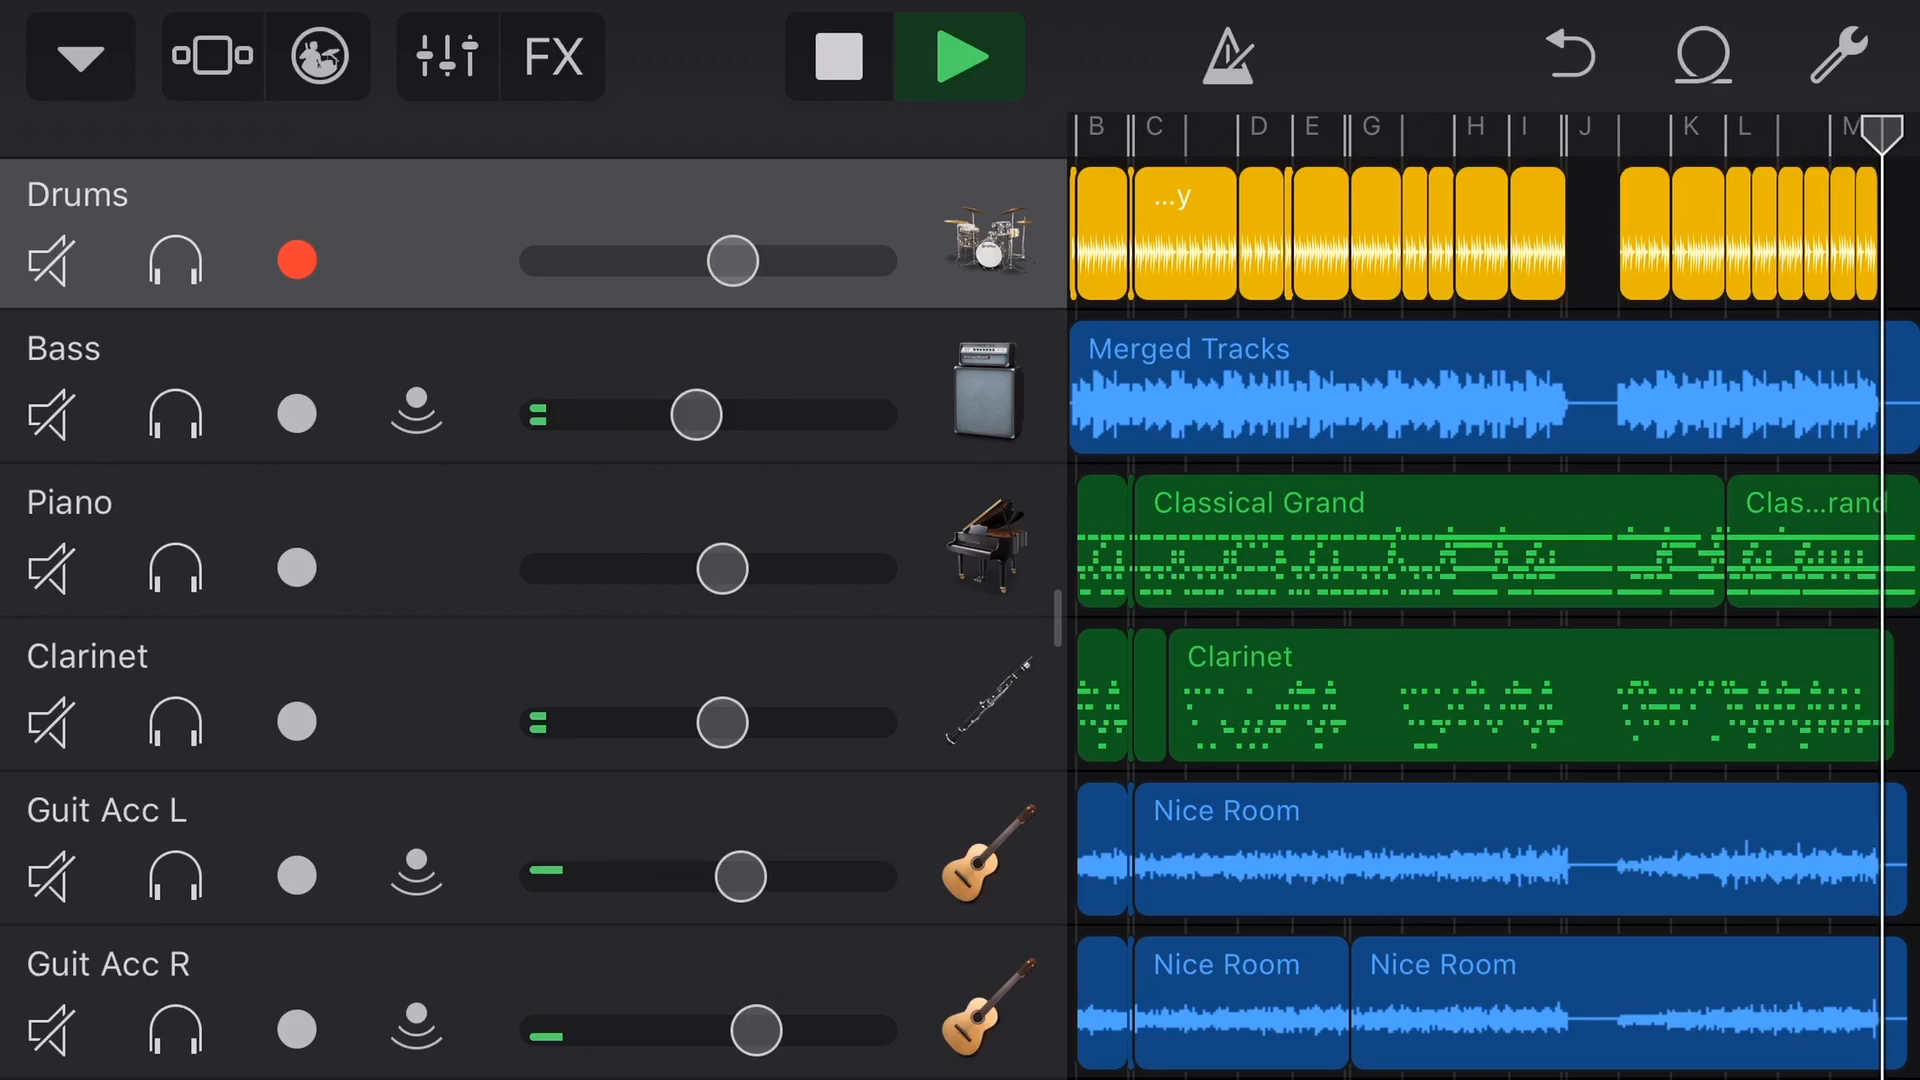 FX
B C D E G H I J K L M
Drums
...y
Bass
Merged Tracks
Piano
Classical Grand
Clas...rand
Clarinet
Clarinet
Guit Acc L
Nice Room
Guit Acc R
Nice Room
Nice Room